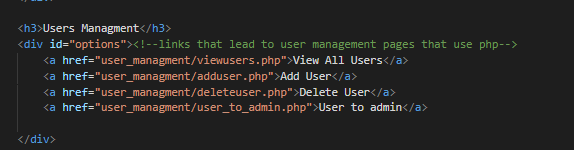 <h3>Users Managment</h3>
<div id="options"><!--links that lead to user management pages that use php-->
<a href="user_managment/viewusers.php">View All Users</a>
<a href="user_managment/adduser.php">Add User</a>
<a href="user_managment/deleteuser.php">Delete User</a>
<a href="user_managment/user_to_admin.php">User to admin</a>
</div>